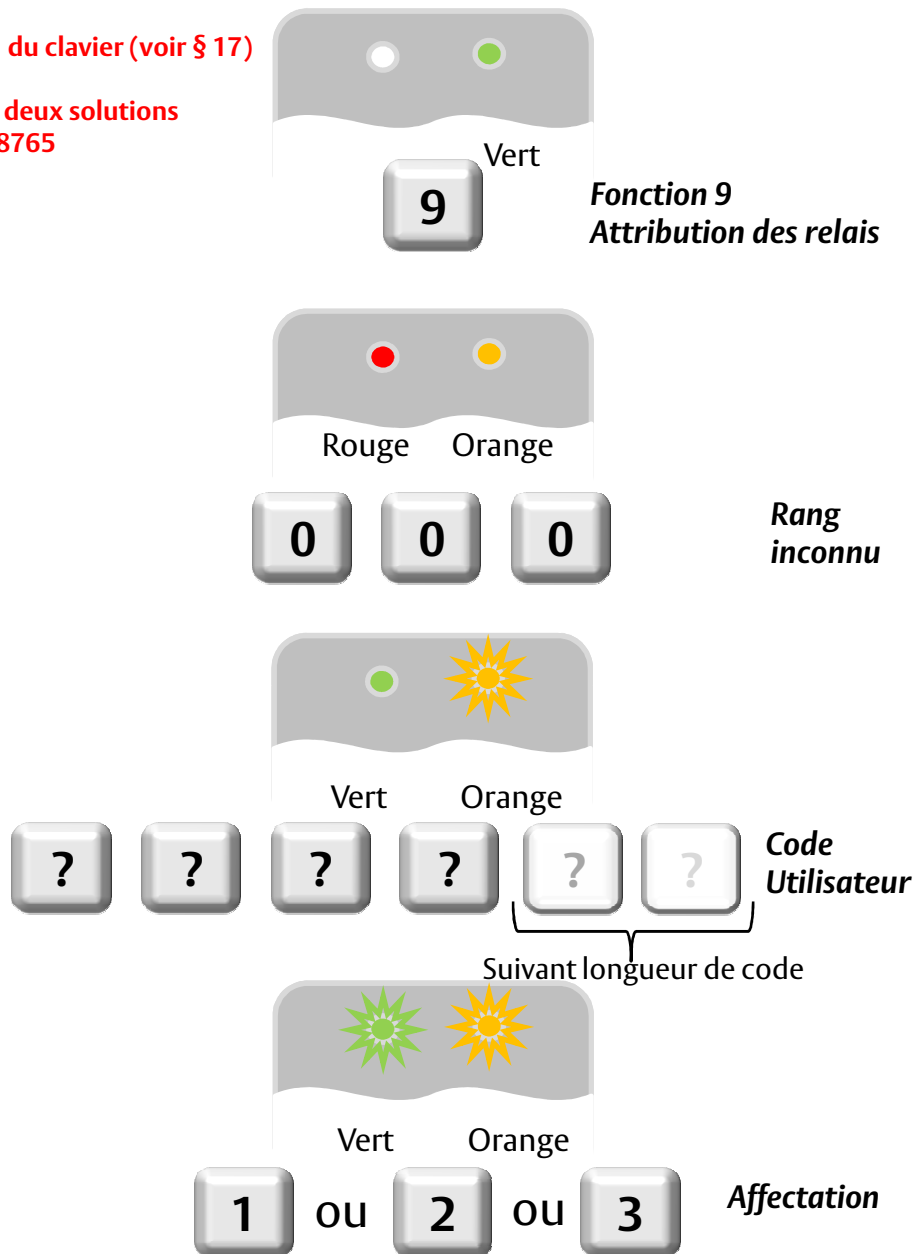 du clavier (voir § 17)
deux solutions
8765
Vert
9
Fonction 9
Attribution des relais
Rouge Orange
0 0 0
Rang
inconnu
Vert Orange
? ? ? ? ? ?
Code
Utilisateur
Suivant longueur de code
Vert Orange
1 ou 2 ou 3
Affectation